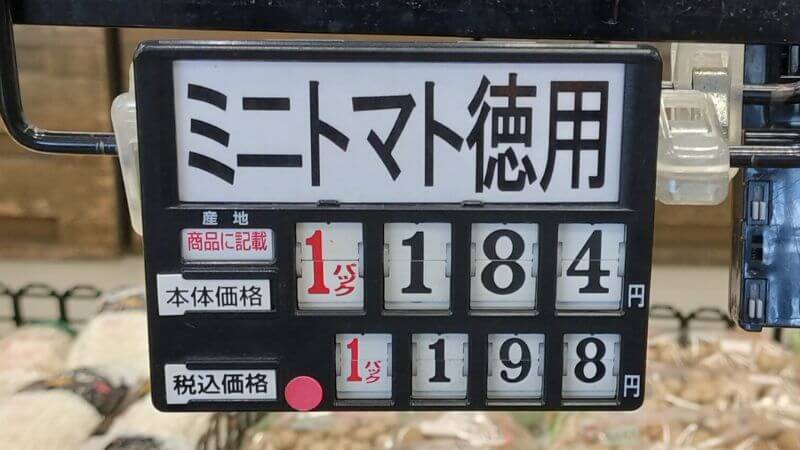 ミニトマト徳用
産地
商品に記載
本体価格 1パック 184円
税込価格 1パック 198円